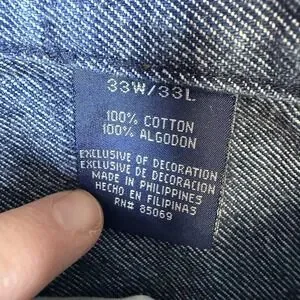 33W/33L
100% COTTON
100% ALGODON
EXCLUSIVE OF DECORATION
EXCLUSIVE DE DECORACION
MADE IN PHILIPPINES
HECHO EN FILIPINAS
RN# 85069